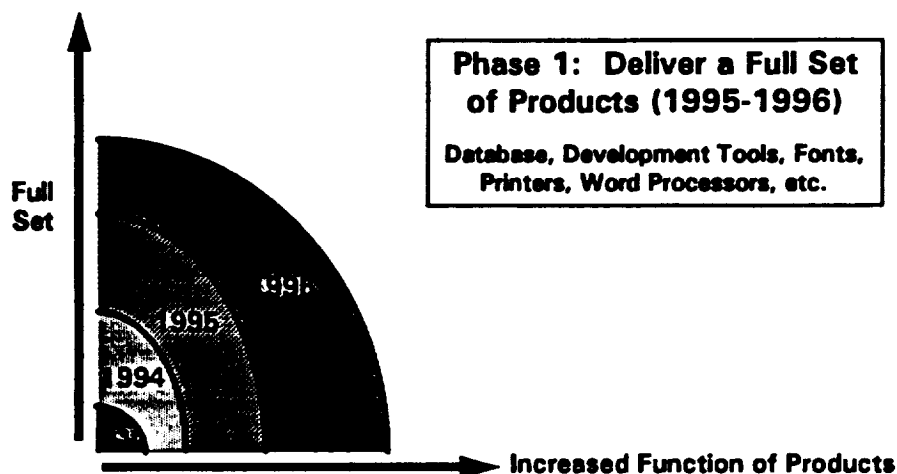 Phase 1: Deliver a Full Set
of Products (1995-1996)
Database, Development Tools, Fonts,
Printers, Word Processors, etc.
Full
Set
1995
1994
Increased Function of Products